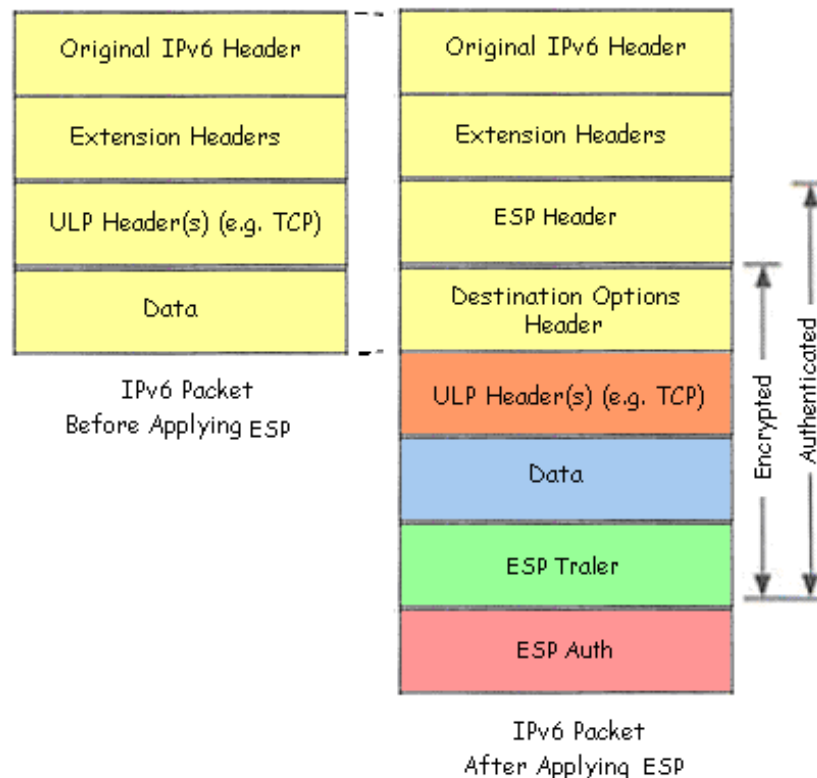 Original IPv6 Header
Extension Headers
ULP Header(s) (e.g. TCP)
Data
IPv6 Packet
Before Applying ESP
Original IPv6 Header
Extension Headers
ESP Header
Destination Options
Header
ULP Header(s) (e.g. TCP)
Data
ESP Traler
ESP Auth
Encrypted
Authenticated
IPv6 Packet
After Applying ESP